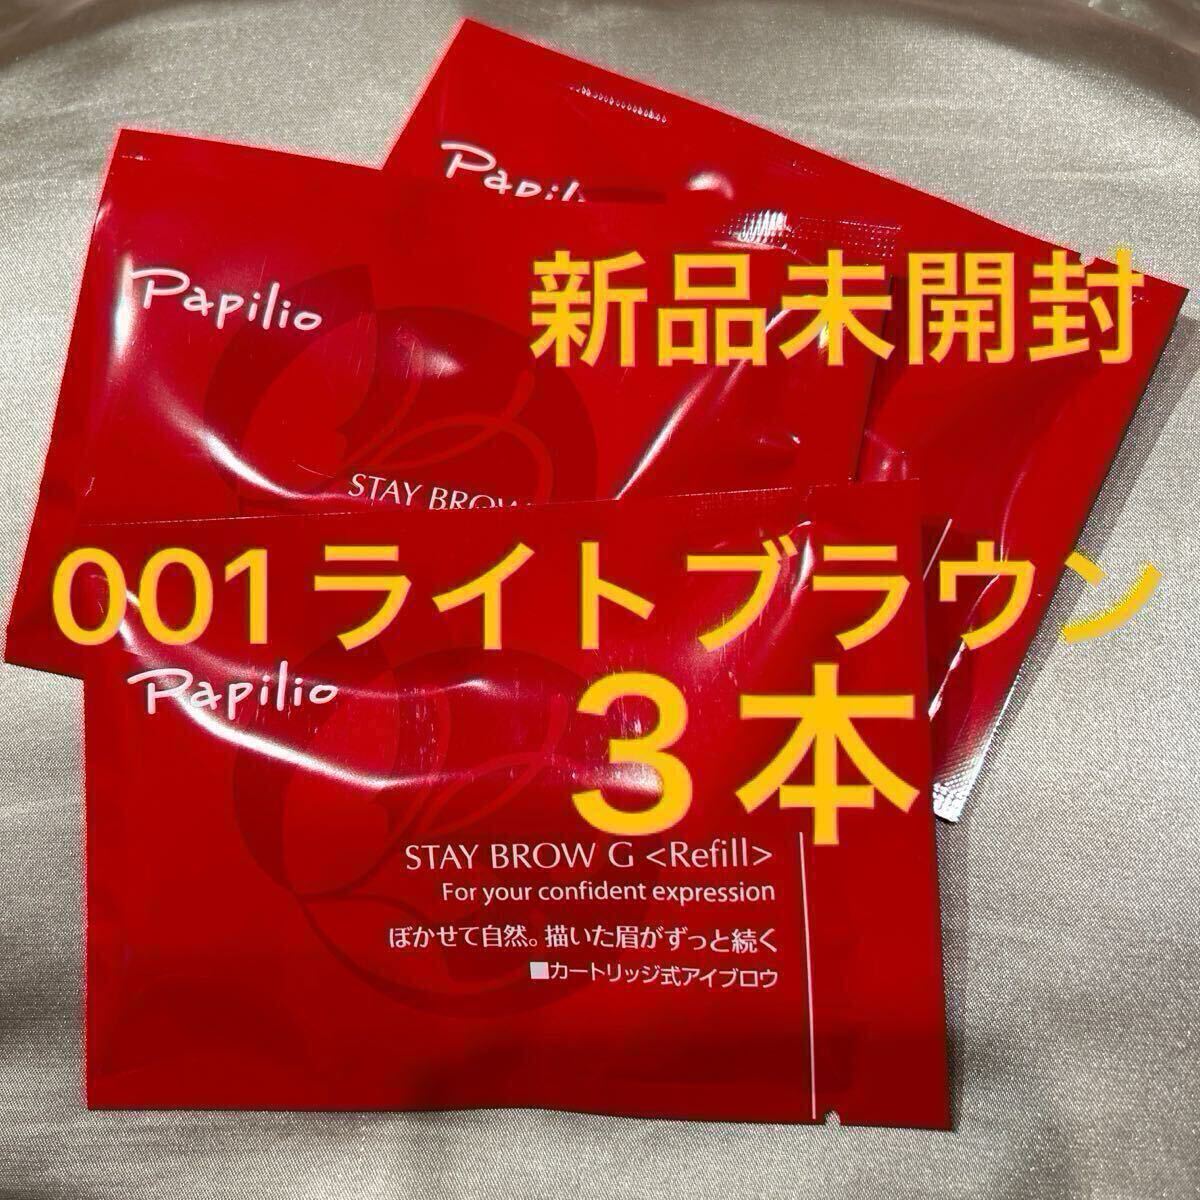 Papilio
新品未開封
Papilio
STAY BROW
001ライトブラウン
Papilio
3本
STAY BROW G <Refill>
For your confident expression
ぼかせて自然。描いた眉がずっと続く
■カートリッジ式アイブロウ